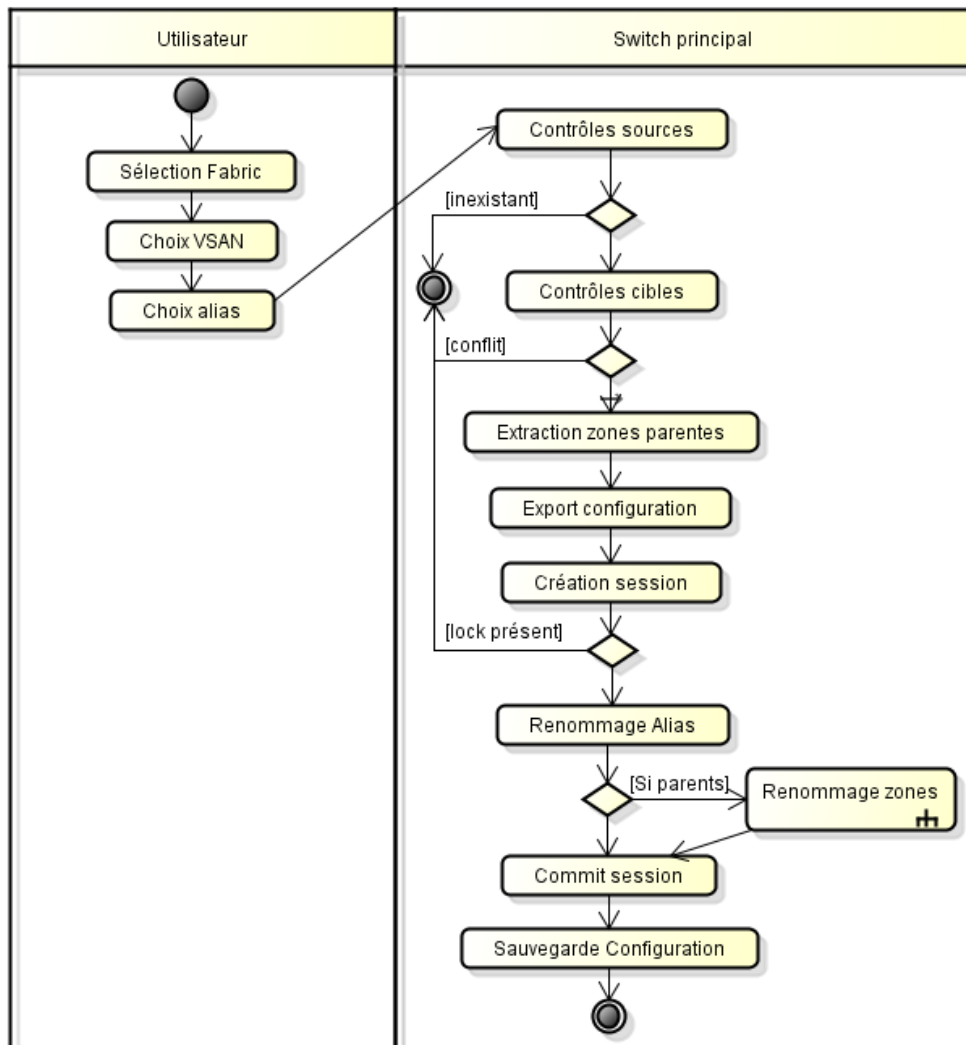 Utilisateur
Switch principal
Sélection Fabric
Choix VSAN
Choix alias
Contrôles sources
[inexistant]
Contrôles cibles
[conflit]
Extraction zones parentes
Export configuration
Création session
[lock présent]
Renommage Alias
[Si parents]
Renommage zones
Commit session
Sauvegarde Configuration